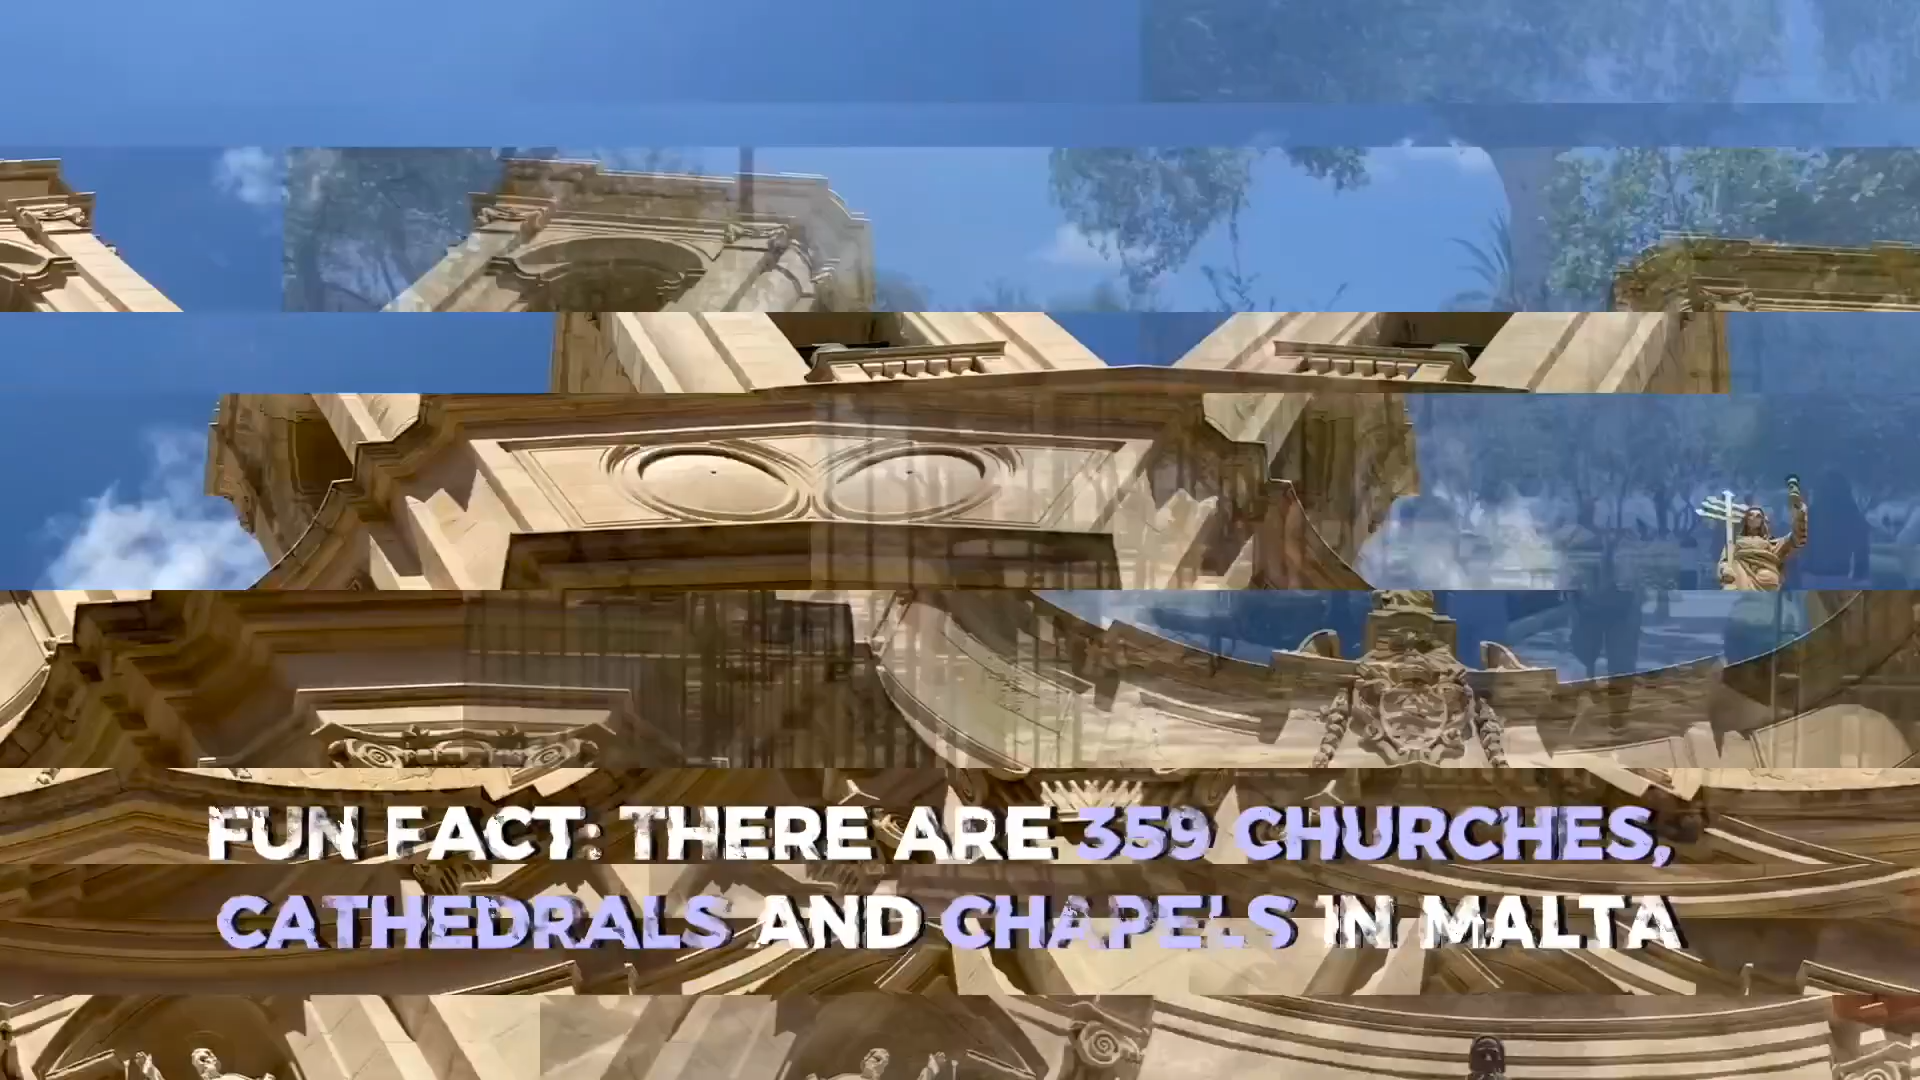 FUN FACT: THERE ARE 359 CHURCHES,
CATHEDRALS AND CHAPELS IN MALTA